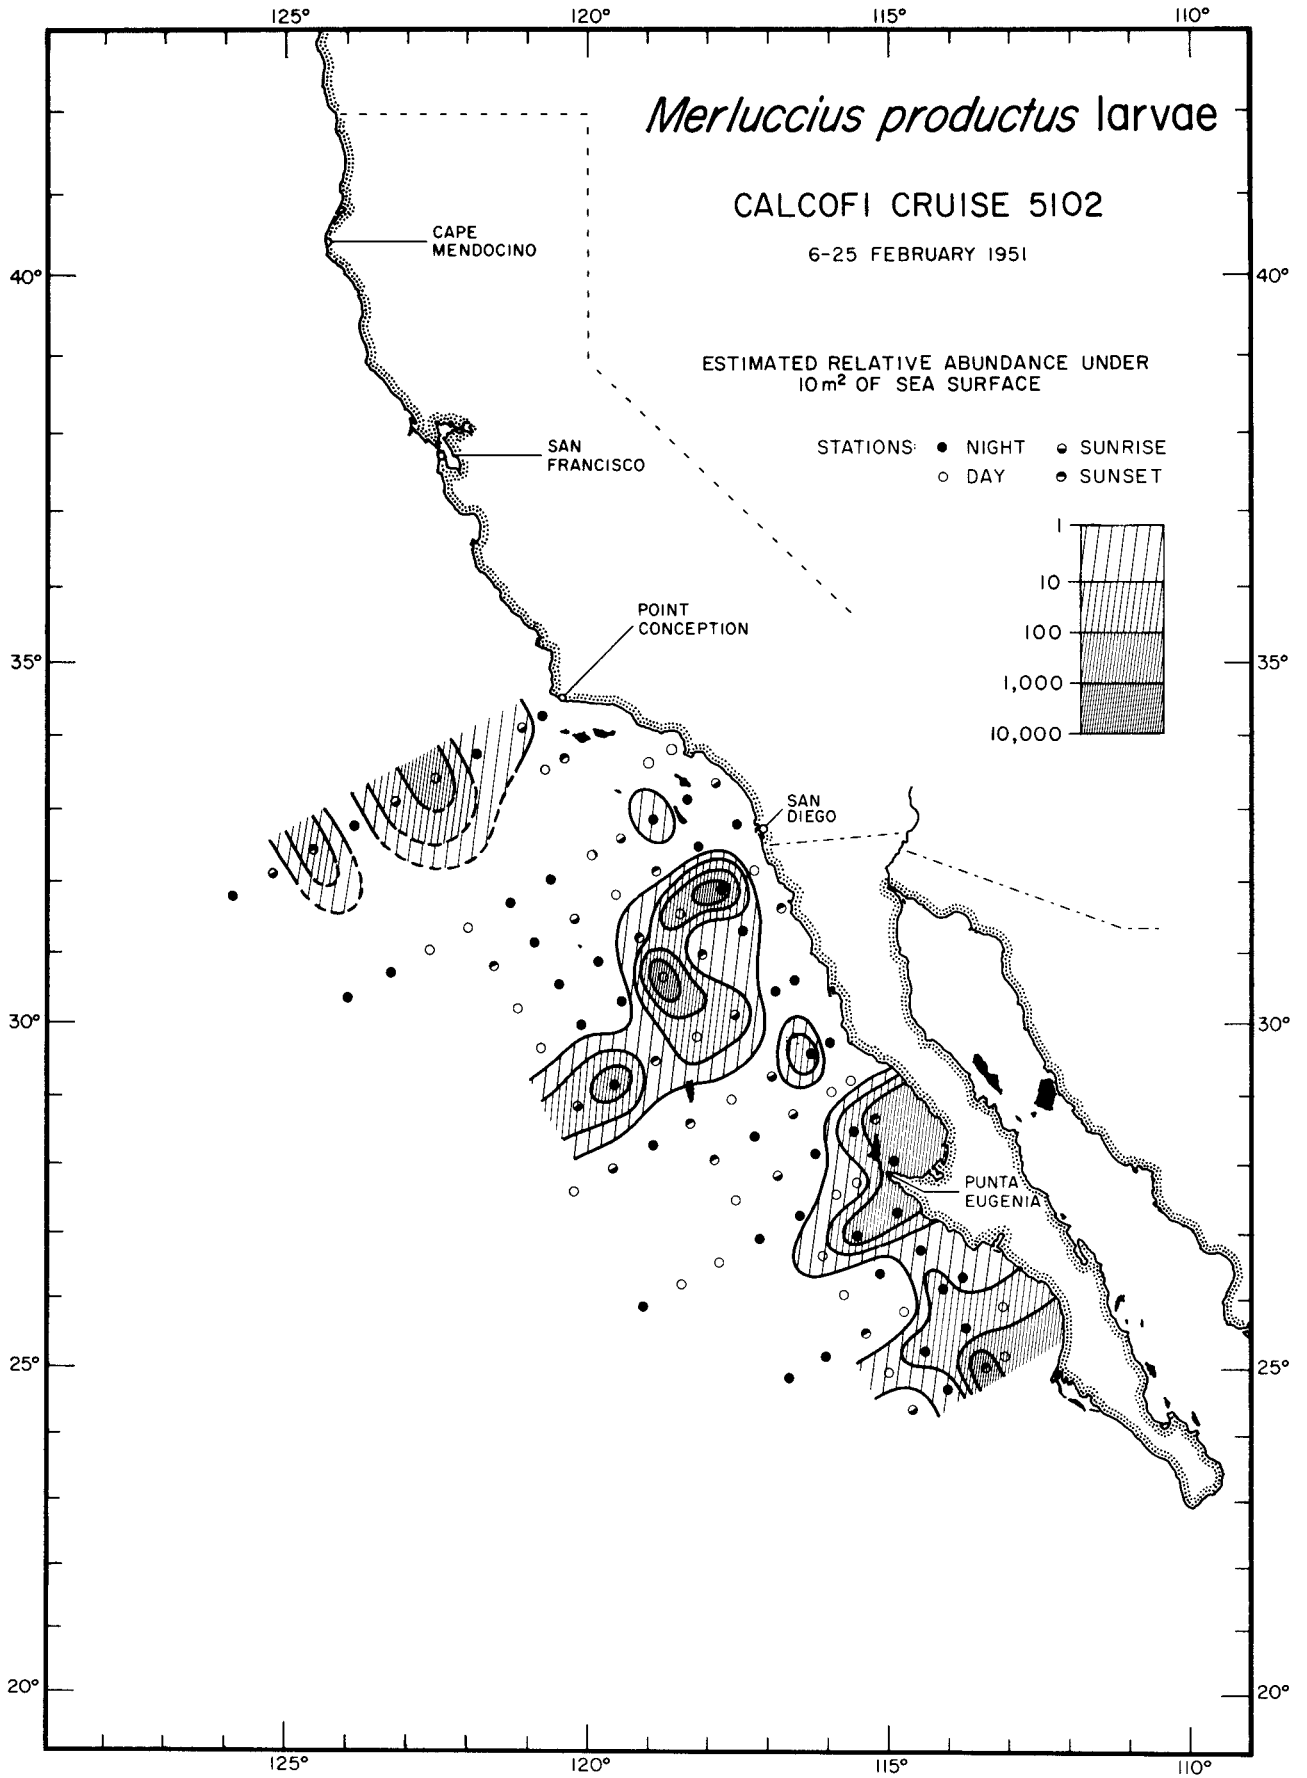 125°
120°
115°
110°
Merluccius productus larvae
CALCOFI CRUISE 5102
6-25 FEBRUARY 1951
CAPE
MENDOCINO
40°
40°
ESTIMATED RELATIVE ABUNDANCE UNDER
10m² OF SEA SURFACE
STATIONS: NIGHT SUNRISE
DAY SUNSET
SAN
FRANCISCO
1
10
100
1,000
10,000
POINT
CONCEPTION
35°
35°
SAN
DIEGO
30°
30°
PUNTA
EUGENIA
25°
25°
20°
20°
125°
120°
115°
110°